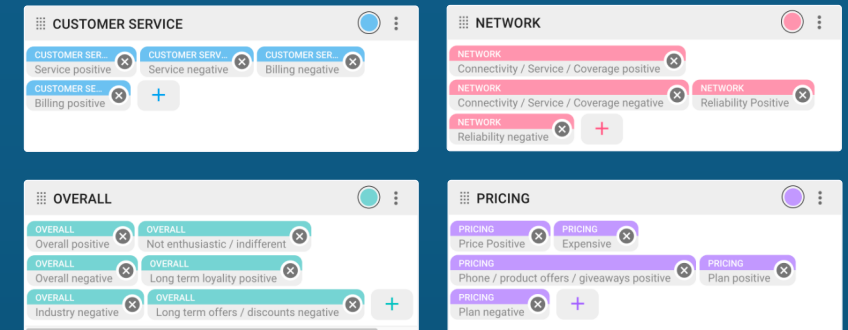 CUSTOMER SERVICE
CUSTOMER SER... CUSTOMER SERV... CUSTOMER SER...
Service positive Service negative Billing negative
CUSTOMER SE...
Billing positive +
NETWORK
NETWORK
Connectivity / Service / Coverage positive
NETWORK NETWORK
Connectivity / Service / Coverage negative Reliability Positive
NETWORK
Reliability negative +
OVERALL
OVERALL OVERALL
Overall positive Not enthusiastic / indifferent
OVERALL OVERALL
Overall negative Long term loyality positive
OVERALL OVERALL
Industry negative Long term offers / discounts negative +
PRICING
PRICING PRICING
Price Positive Expensive
PRICING PRICING
Phone / product offers / giveaways positive Plan positive
PRICING
Plan negative +